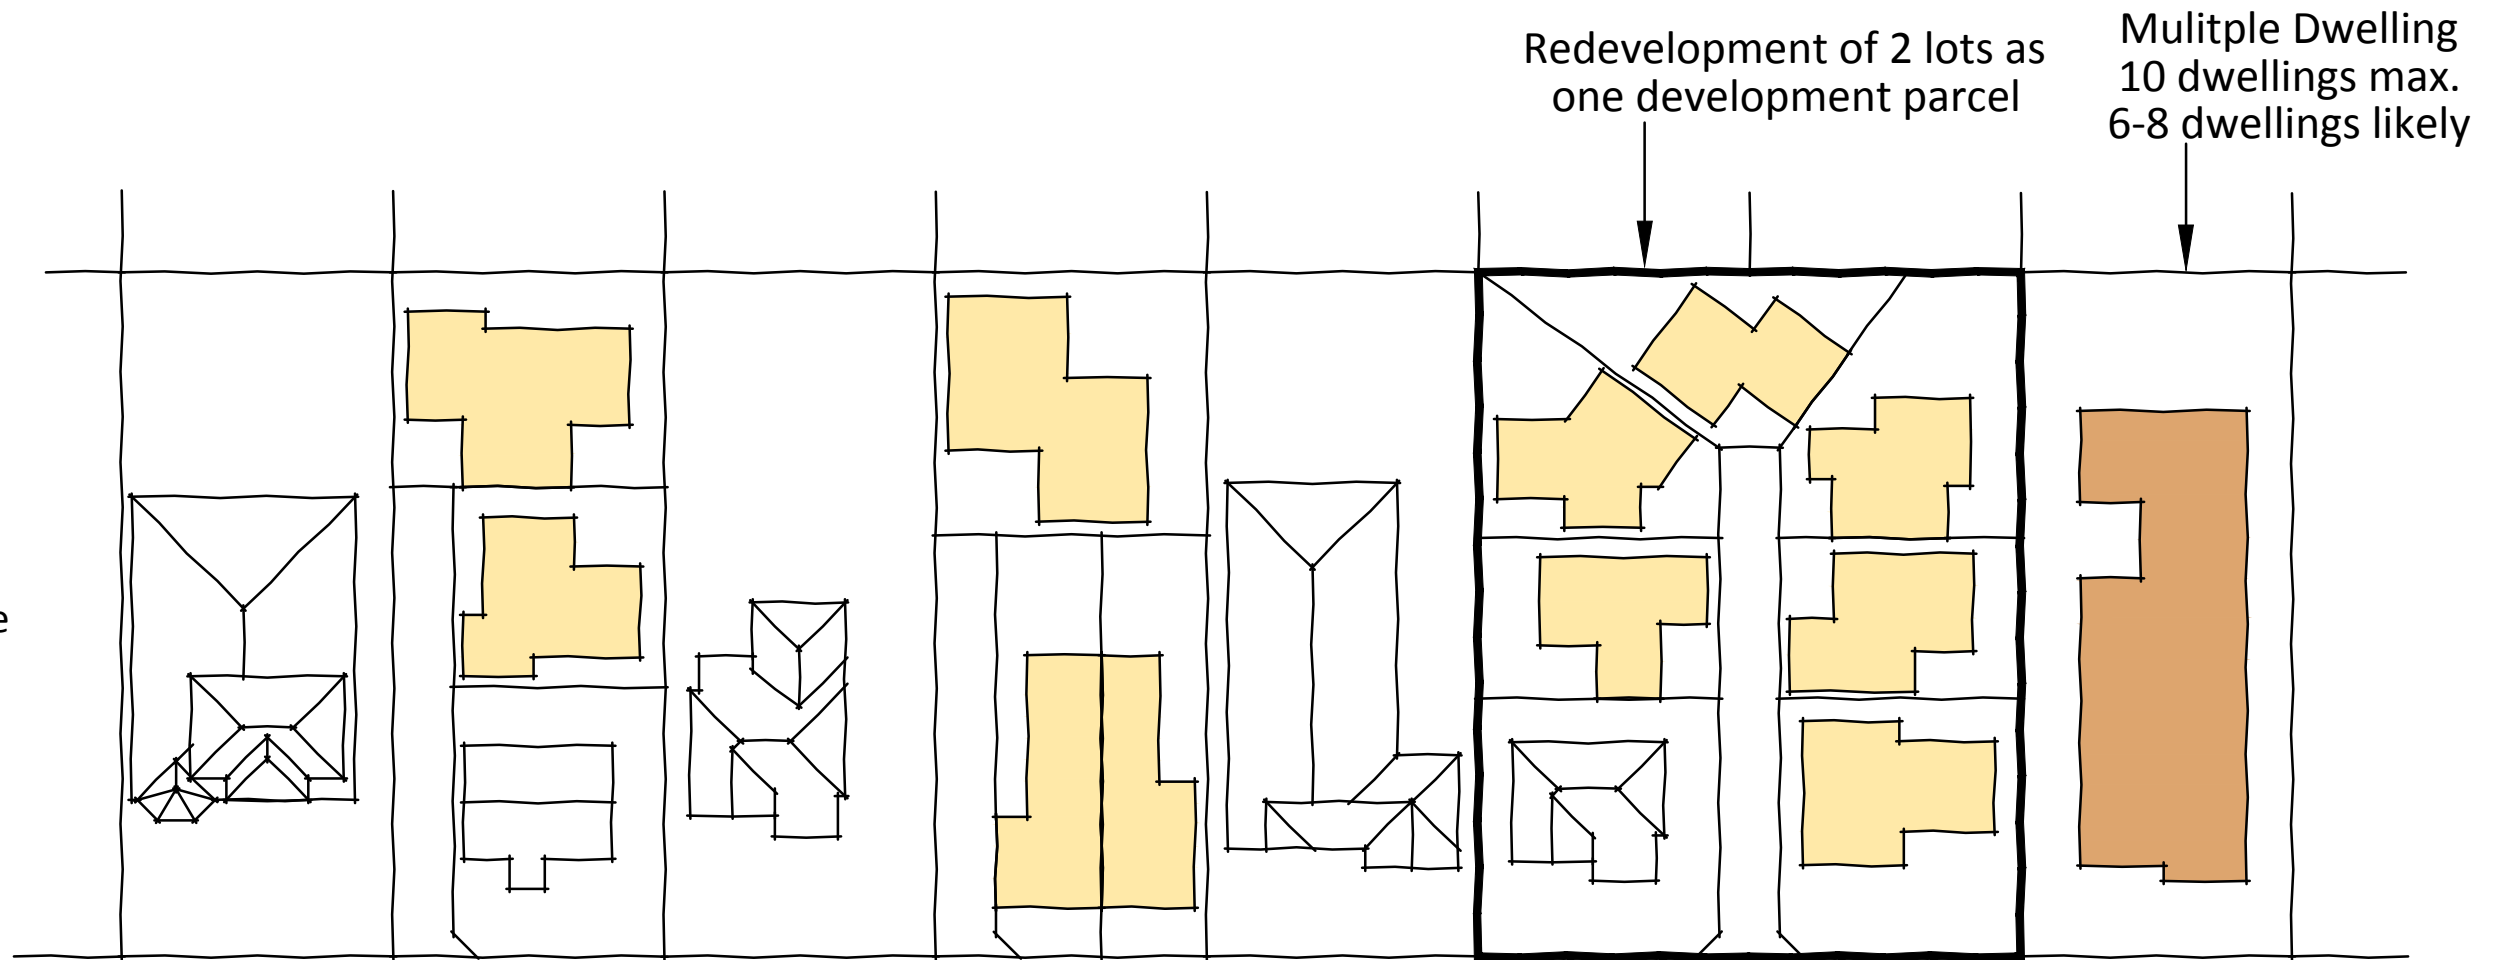 Redevelopment of 2 lots as
one development parcel
Mulitple Dwelling
10 dwellings max.
6-8 dwellings likely
e